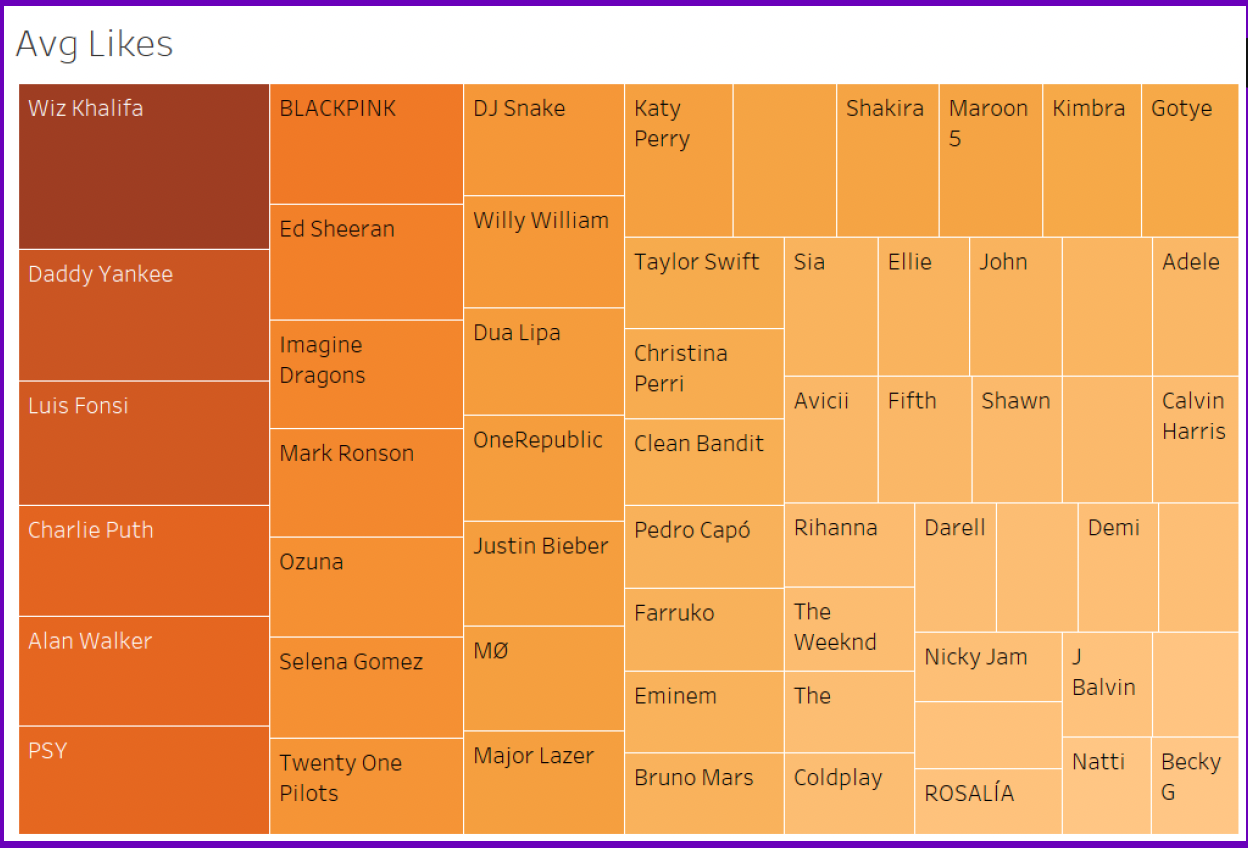 Avg Likes
Wiz Khalifa
Daddy Yankee
Luis Fonsi
Charlie Puth
Alan Walker
PSY
BLACKPINK
Ed Sheeran
Imagine
Dragons
Mark Ronson
Ozuna
Selena Gomez
Twenty One
Pilots
DJ Snake
Willy William
Dua Lipa
OneRepublic
Justin Bieber
MØ
Major Lazer
Katy
Perry
Shakira
Maroon
5
Kimbra
Gotye
Taylor Swift
Christina
Perri
Clean Bandit
Pedro Capó
Farruko
Eminem
Bruno Mars
Sia
Ellie
John
Adele
Avicii
Fifth
Shawn
Calvin
Harris
Rihanna
The
Weeknd
The
Coldplay
Darell
Demi
Nicky Jam
ROSALÍA
J
Balvin
Natti
Becky
G